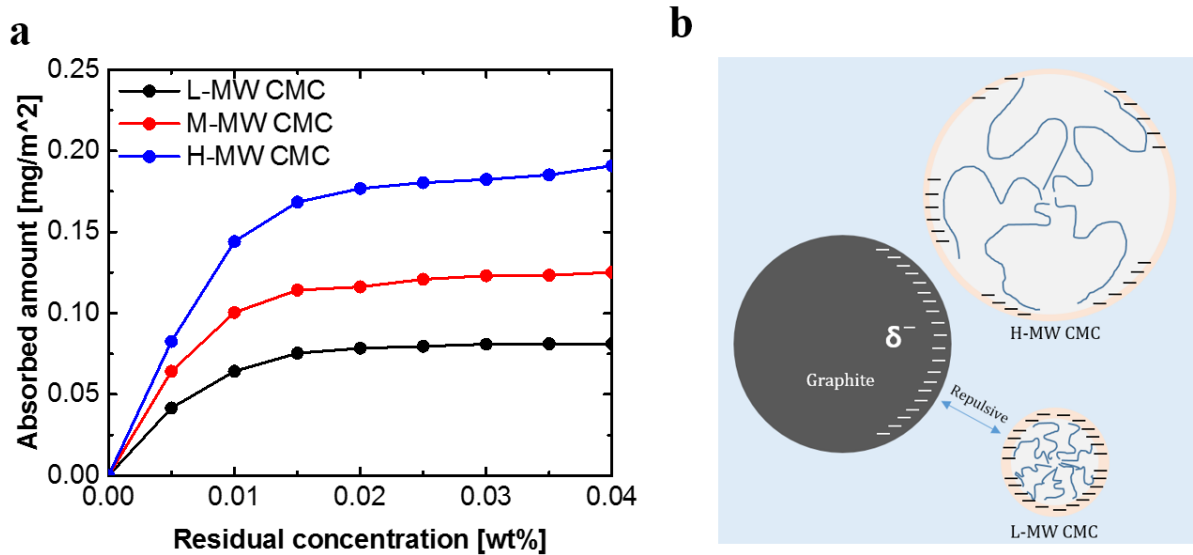 a
0.25
0.20
0.15
0.10
0.05
0.00
Absorbed amount [mg/m^2]
L-MW CMC
M-MW CMC
H-MW CMC
0.00
0.01
0.02
0.03
0.04
Residual concentration [wt%]
b
H-MW CMC
δ⁻
Graphite
Repulsive
L-MW CMC